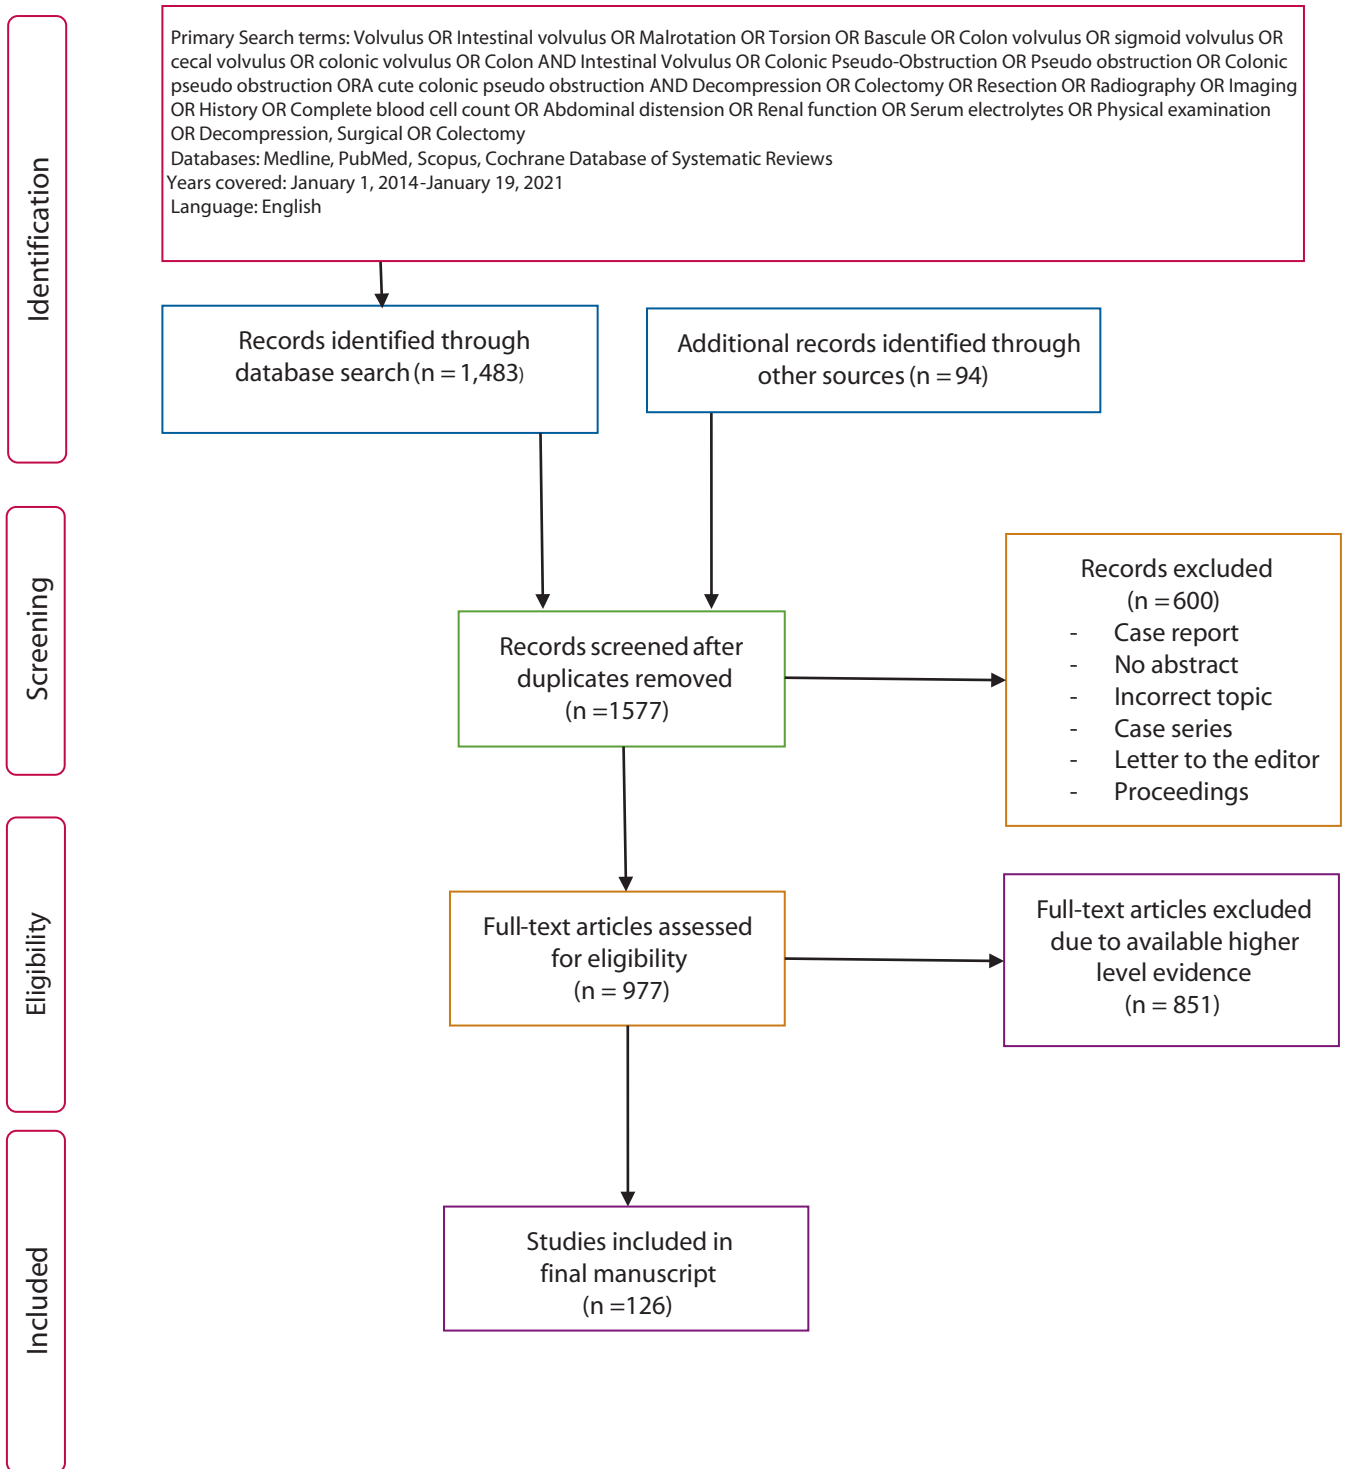 Identification
Primary Search terms: Volvulus OR Intestinal volvulus OR Malrotation OR Torsion OR Bascule OR Colon volvulus OR sigmoid volvulus OR
cecal volvulus OR colonic volvulus OR Colon AND Intestinal Volvulus OR Colonic Pseudo-Obstruction OR Pseudo obstruction OR Colonic
pseudo obstruction ORA cute colonic pseudo obstruction AND Decompression OR Colectomy OR Resection OR Radiography OR Imaging
OR History OR Complete blood cell count OR Abdominal distension OR Renal function OR Serum electrolytes OR Physical examination
OR Decompression, Surgical OR Colectomy
Databases: Medline, PubMed, Scopus, Cochrane Database of Systematic Reviews
Years covered: January 1, 2014-January 19, 2021
Language: English
Records identified through
database search (n = 1,483)
Additional records identified through
other sources (n = 94)
Screening
Records screened after
duplicates removed
(n =1577)
Records excluded
(n = 600)
- Case report
- No abstract
- Incorrect topic
- Case series
- Letter to the editor
- Proceedings
Eligibility
Full-text articles assessed
for eligibility
(n = 977)
Full-text articles excluded
due to available higher
level evidence
(n = 851)
Included
Studies included in
final manuscript
(n =126)